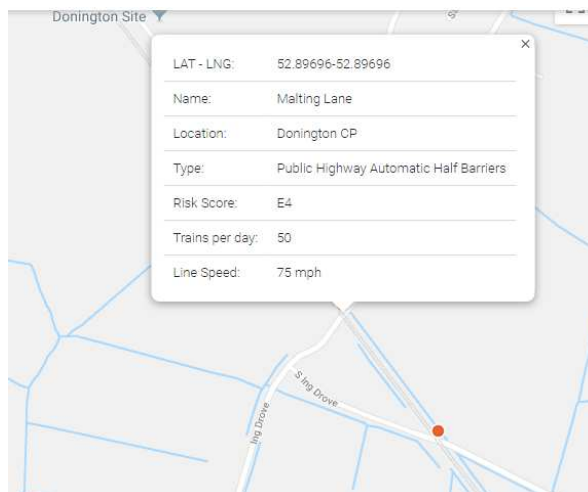 Donington Site
×
LAT - LNG: 52.89696-52.89696
Name: Malting Lane
Location: Donington CP
Type: Public Highway Automatic Half Barriers
Risk Score: E4
Trains per day: 50
Line Speed: 75 mph
S Ing Drove
Ing Drove